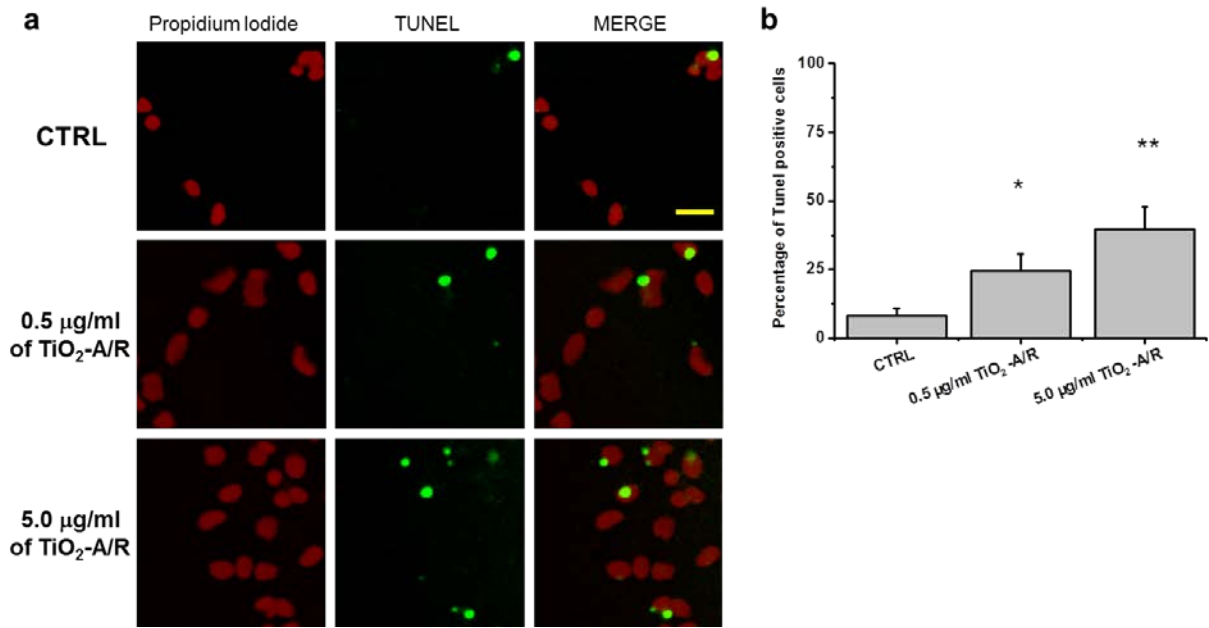 a
Propidium Iodide TUNEL MERGE
CTRL
0.5 μg/ml
of TiO₂-A/R
5.0 μg/ml
of TiO₂-A/R
b
Percentage of Tunel positive cells
100
75
50
25
0
*
**
CTRL
0.5 μg/ml TiO₂-A/R
5.0 μg/ml TiO₂-A/R